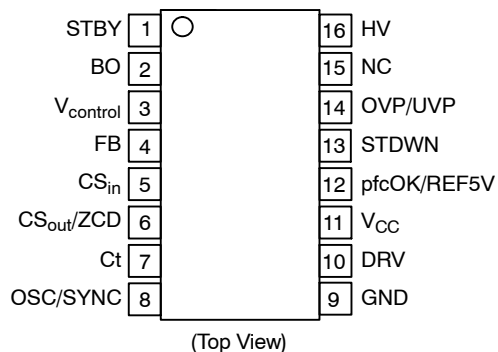 STBY 1 16 HV
BO 2 15 NC
Vcontrol 3 14 OVP/UVP
FB 4 13 STDWN
CSin 5 12 pfcOK/REF5V
CSout/ZCD 6 11 VCC
Ct 7 10 DRV
OSC/SYNC 8 9 GND
(Top View)